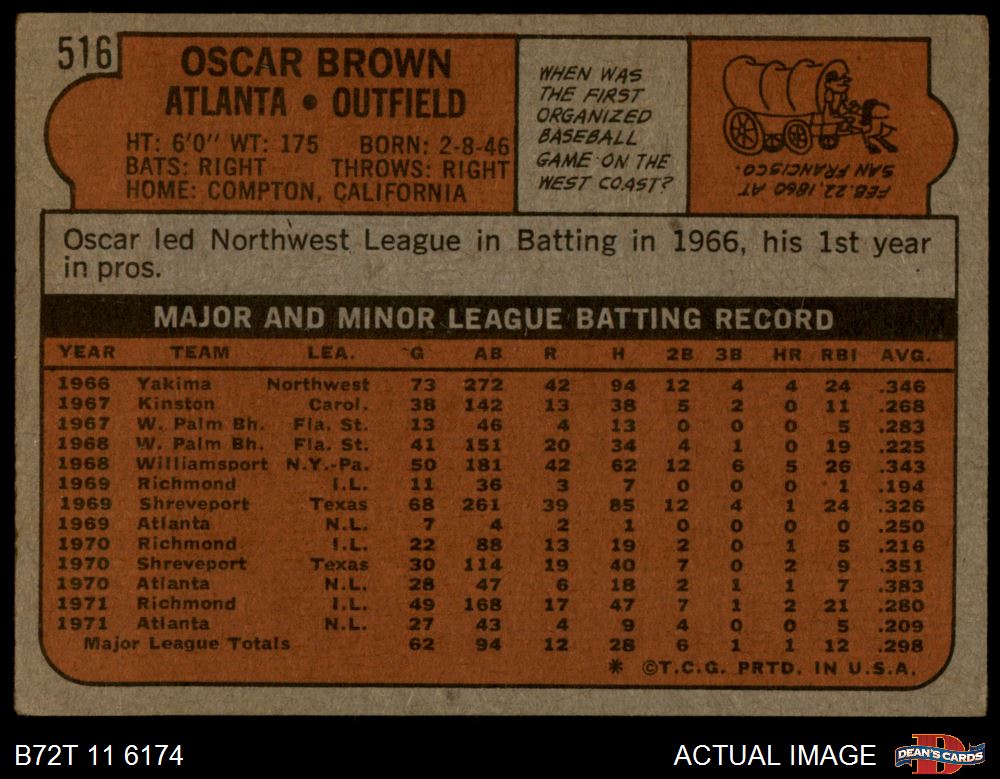 516
OSCAR BROWN
ATLANTA • OUTFIELD
HT: 6'0" WT: 175 BORN: 2-8-46
BATS: RIGHT THROWS: RIGHT
HOME: COMPTON, CALIFORNIA
WHEN WAS
THE FIRST
ORGANIZED
BASEBALL
GAME ON THE
WEST COAST?
FEB. 22, 1860 AT
SAN FRANCISCO.
Oscar led Northwest League in Batting in 1966, his 1st year
in pros.
MAJOR AND MINOR LEAGUE BATTING RECORD
YEAR TEAM LEA. G AB R H 2B 3B HR RBI AVG.
1966 Yakima Northwest 73 272 42 94 12 4 4 24 .346
1967 Kinston Carol. 38 142 13 38 5 2 0 11 .268
1967 W. Palm Bh. Fla. St. 13 46 4 13 0 0 0 5 .283
1968 W. Palm Bh. Fla. St. 41 151 20 34 4 1 0 19 .225
1968 Williamsport N.Y.-Pa. 50 181 42 62 12 6 5 26 .343
1969 Richmond I.L. 11 36 3 7 0 0 0 1 .194
1969 Shreveport Texas 68 261 39 85 12 4 1 24 .326
1969 Atlanta N.L. 7 4 2 1 0 0 0 0 .250
1970 Richmond I.L. 22 88 13 19 2 0 1 5 .216
1970 Shreveport Texas 30 114 19 40 7 0 2 9 .351
1970 Atlanta N.L. 28 47 6 18 2 1 1 7 .383
1971 Richmond I.L. 49 168 17 47 7 1 2 21 .280
1971 Atlanta N.L. 27 43 4 9 4 0 0 5 .209
Major League Totals 62 94 12 28 6 1 1 12 .298
* ©T.C.G. PRTD. IN U.S.A.
B72T 11 6174
ACTUAL IMAGE
DEAN'S CARDS